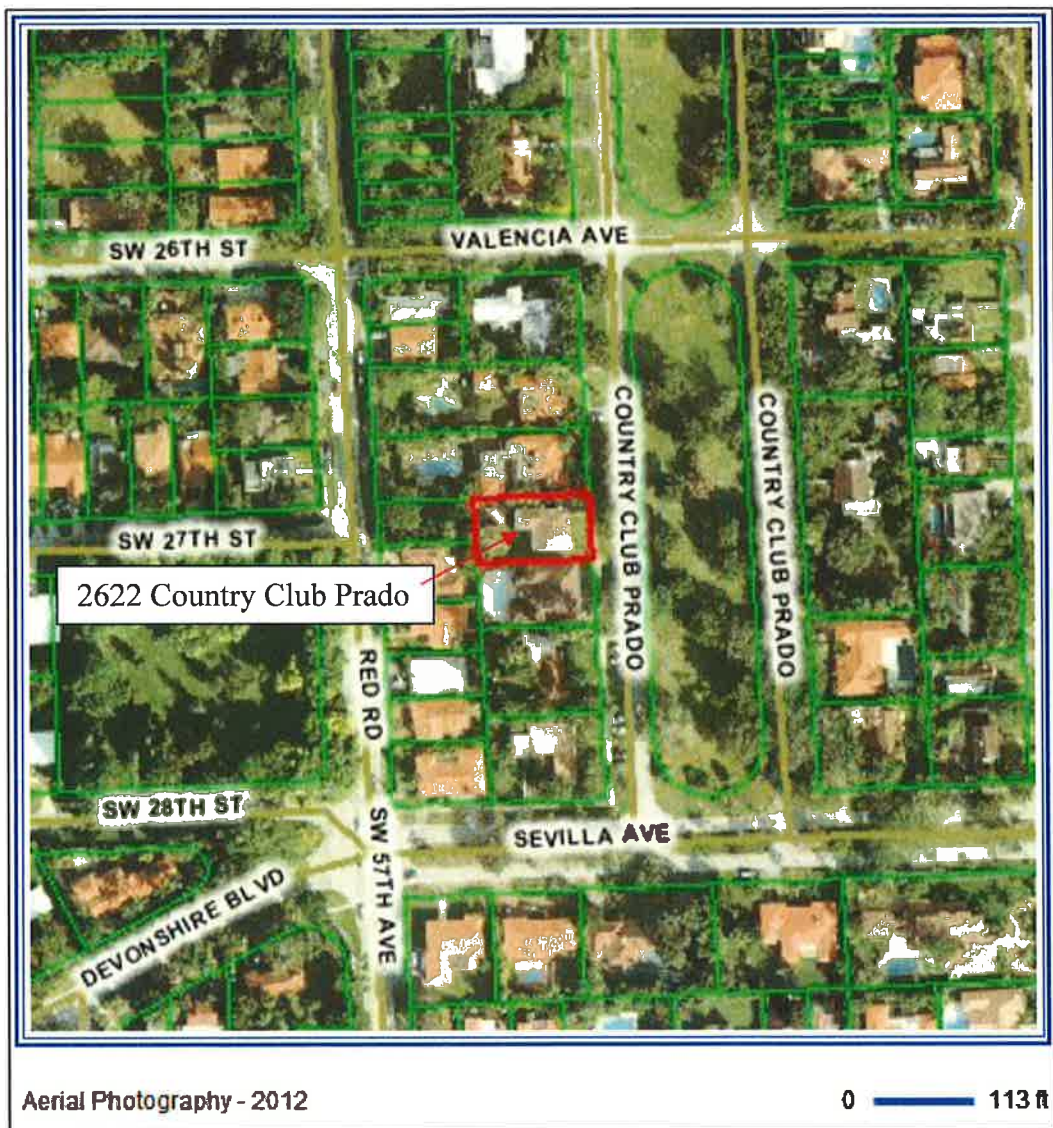 SW 26TH ST
VALENCIA AVE
COUNTRY CLUB PRADO
COUNTRY CLUB PRADO
SW 27TH ST
2622 Country Club Prado
RED RD
SW 28TH ST
SEVILLA AVE
SW 57TH AVE
DEVONSHIRE BLVD
Aerial Photography - 2012
0 113 ft